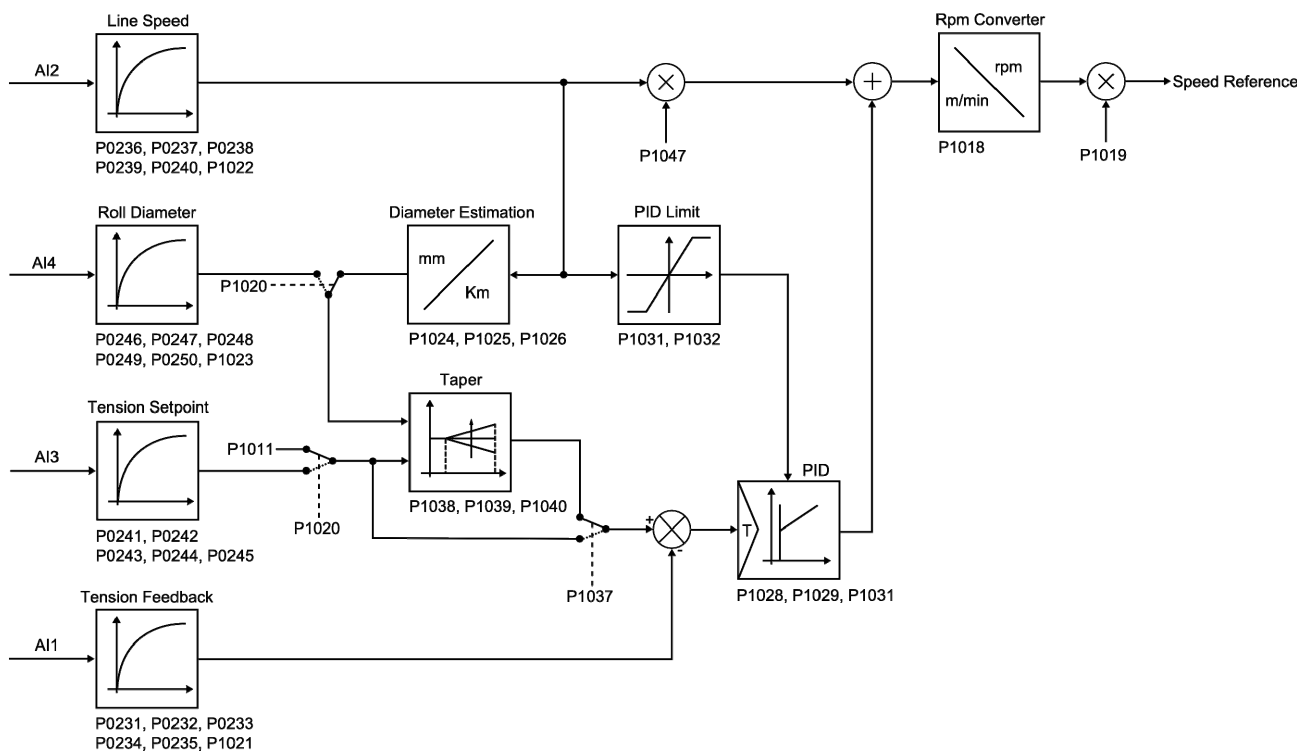 Line Speed
Rpm Converter
AI2
rpm
m/min
Speed Reference
P0236, P0237, P0238
P0239, P0240, P1022
P1047
P1018
P1019
Roll Diameter
Diameter Estimation
PID Limit
AI4
mm
Km
P1020
P0246, P0247, P0248
P0249, P0250, P1023
P1024, P1025, P1026
P1031, P1032
Taper
Tension Setpoint
P1011
AI3
PID
P1038, P1039, P1040
P1020
+
-
T
P0241, P0242
P0243, P0244, P0245
P1037
P1028, P1029, P1031
Tension Feedback
AI1
P0231, P0232, P0233
P0234, P0235, P1021